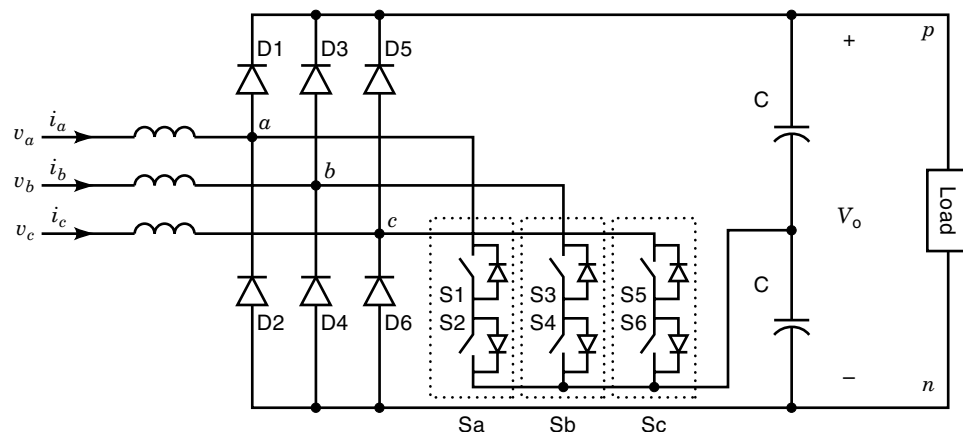 D1 D3 D5
+ p
C
i_a a
v_a
i_b b
v_b
i_c c
v_c
V_o Load
S1 S3 S5
C
D2 D4 D6 S2 S4 S6
− n
Sa Sb Sc